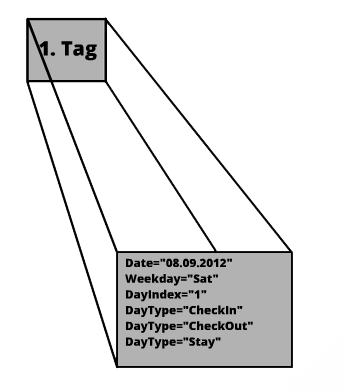 1. Tag
Date="08.09.2012"
Weekday="Sat"
DayIndex="1"
DayType="CheckIn"
DayType="CheckOut"
DayType="Stay"